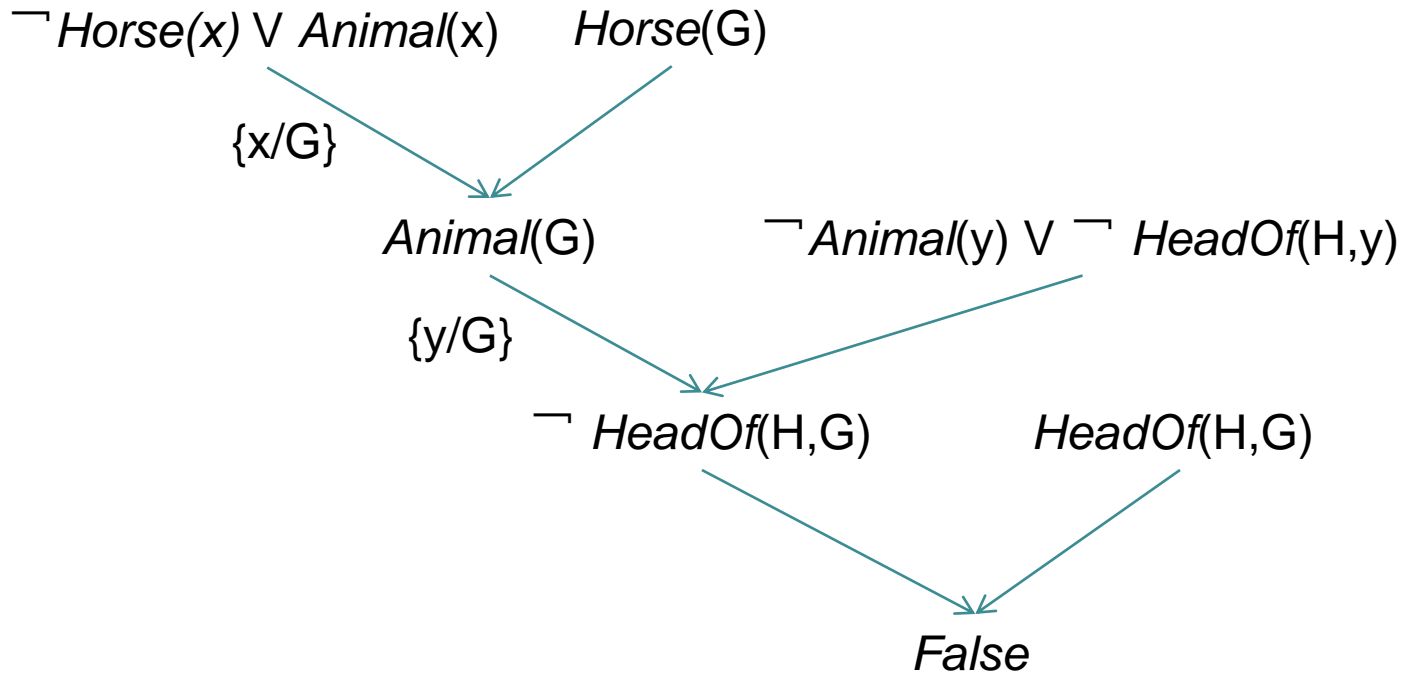 ¬ Horse(x) V Animal(x) Horse(G)
{x/G}
Animal(G) ¬ Animal(y) V ¬ HeadOf(H,y)
{y/G}
¬ HeadOf(H,G) HeadOf(H,G)
False